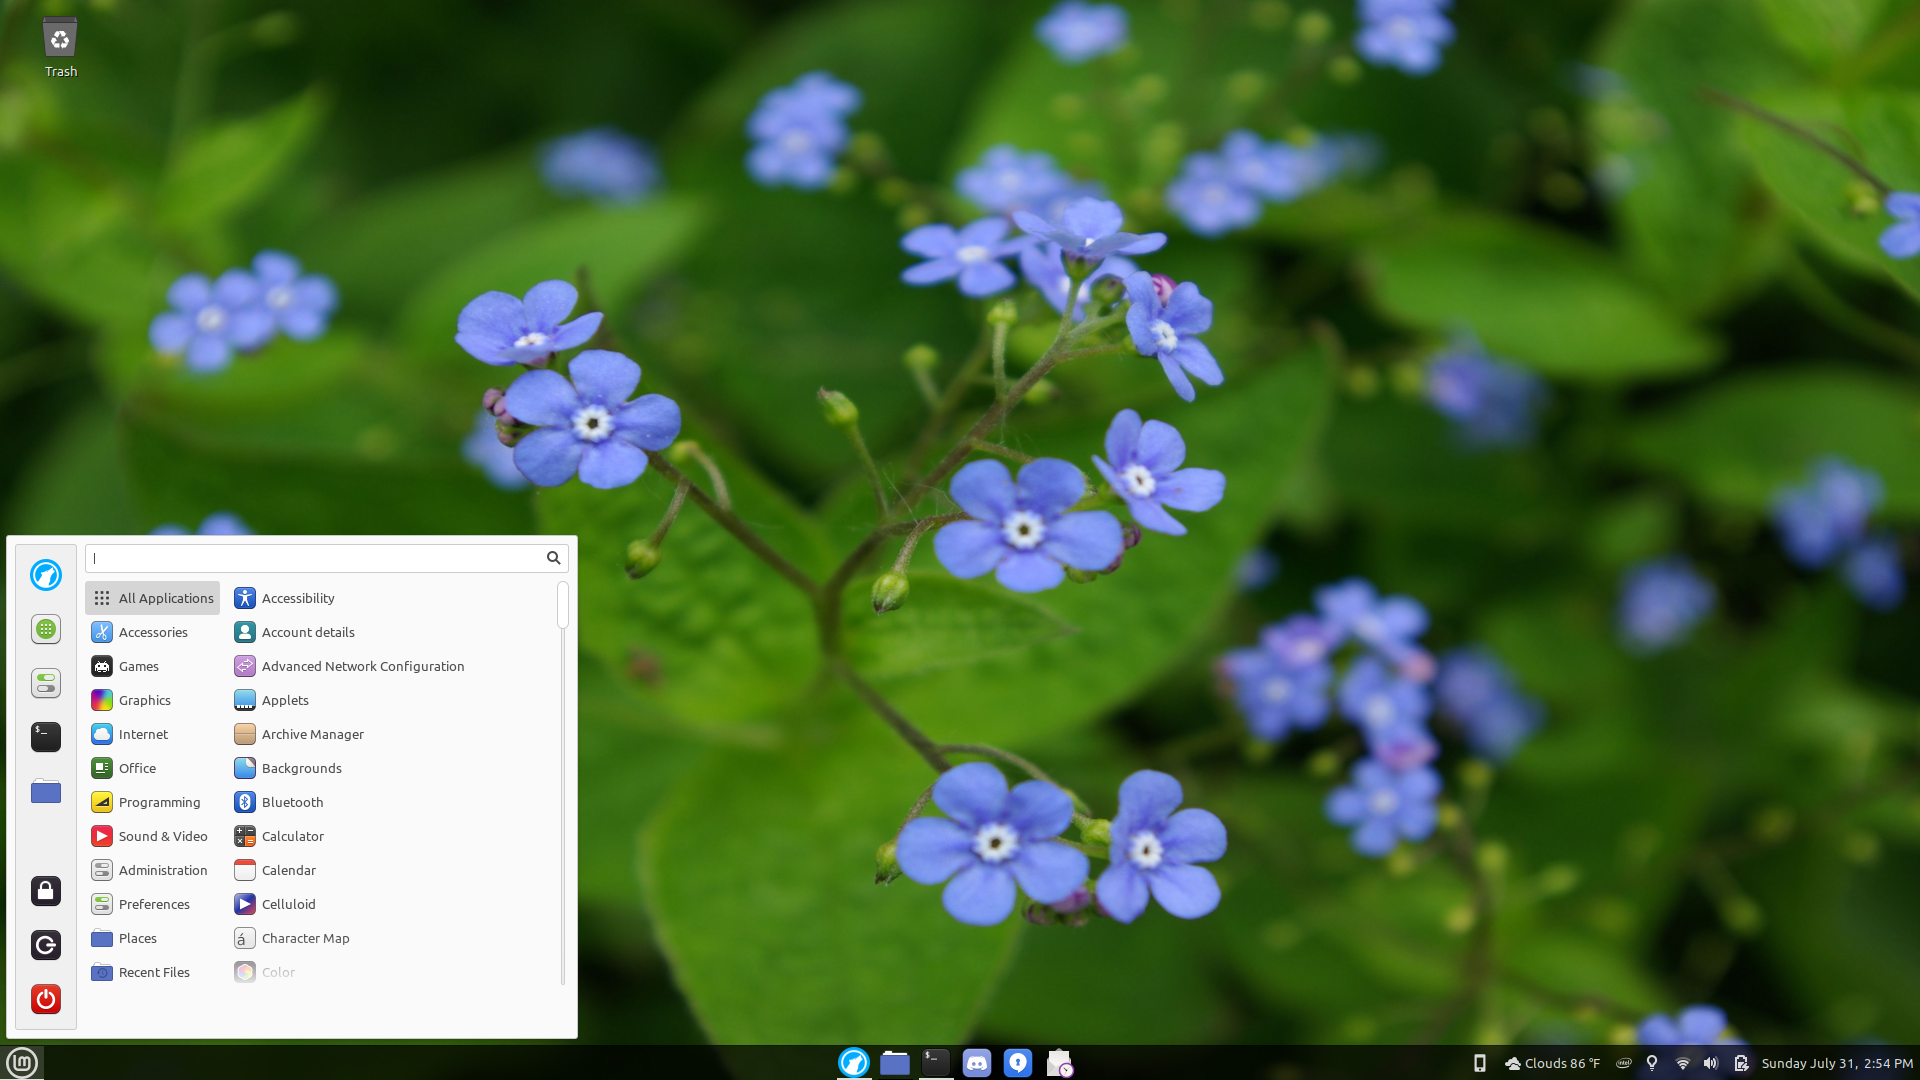 Trash
All Applications
Accessories
Games
Graphics
Internet
Office
Programming
Sound & Video
Administration
Preferences
Places
Recent Files
Accessibility
Account details
Advanced Network Configuration
Applets
Archive Manager
Backgrounds
Bluetooth
Calculator
Calendar
Celluloid
Character Map
Color
Clouds 86 °F
Sunday July 31, 2:54 PM